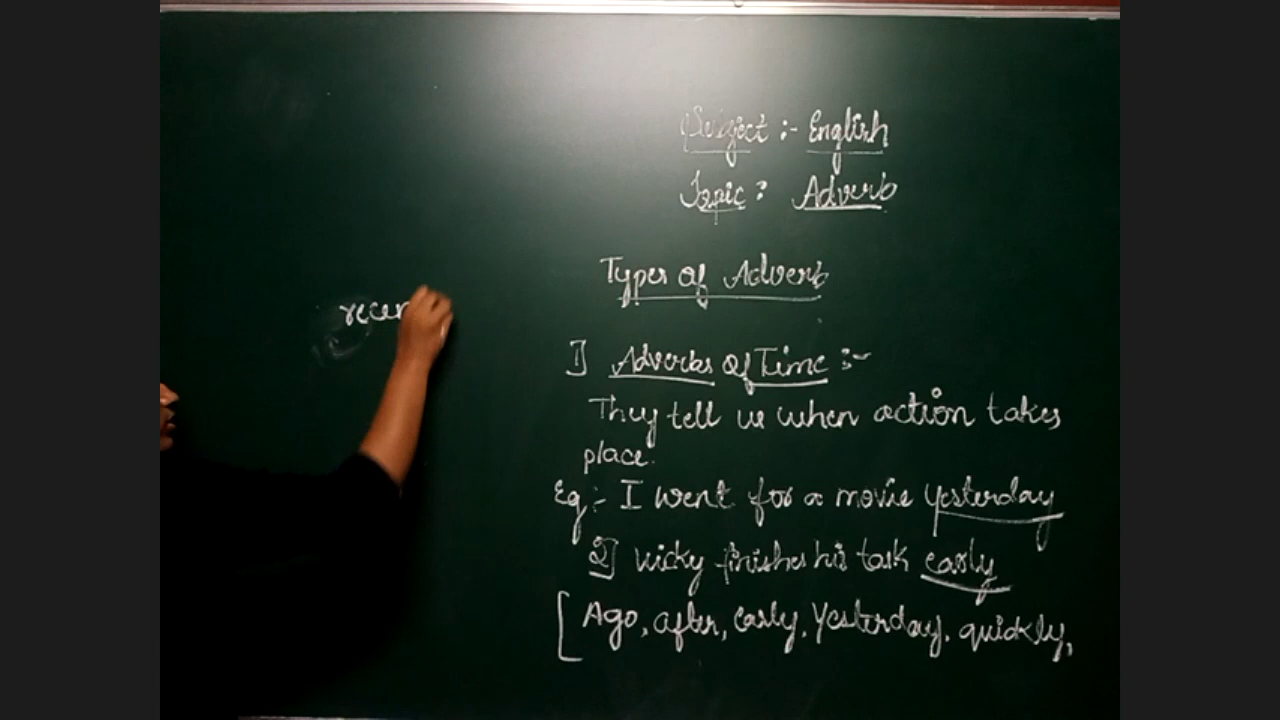 Subject :- English
Topic : Adverb
Types of Adverb
1] Adverbs of Time :-
They tell us when action takes
place.
Eg :- I went for a movie yesterday
2] Vicky finishes his task early
[ Ago, after, early, Yesterday, quickly,
recen